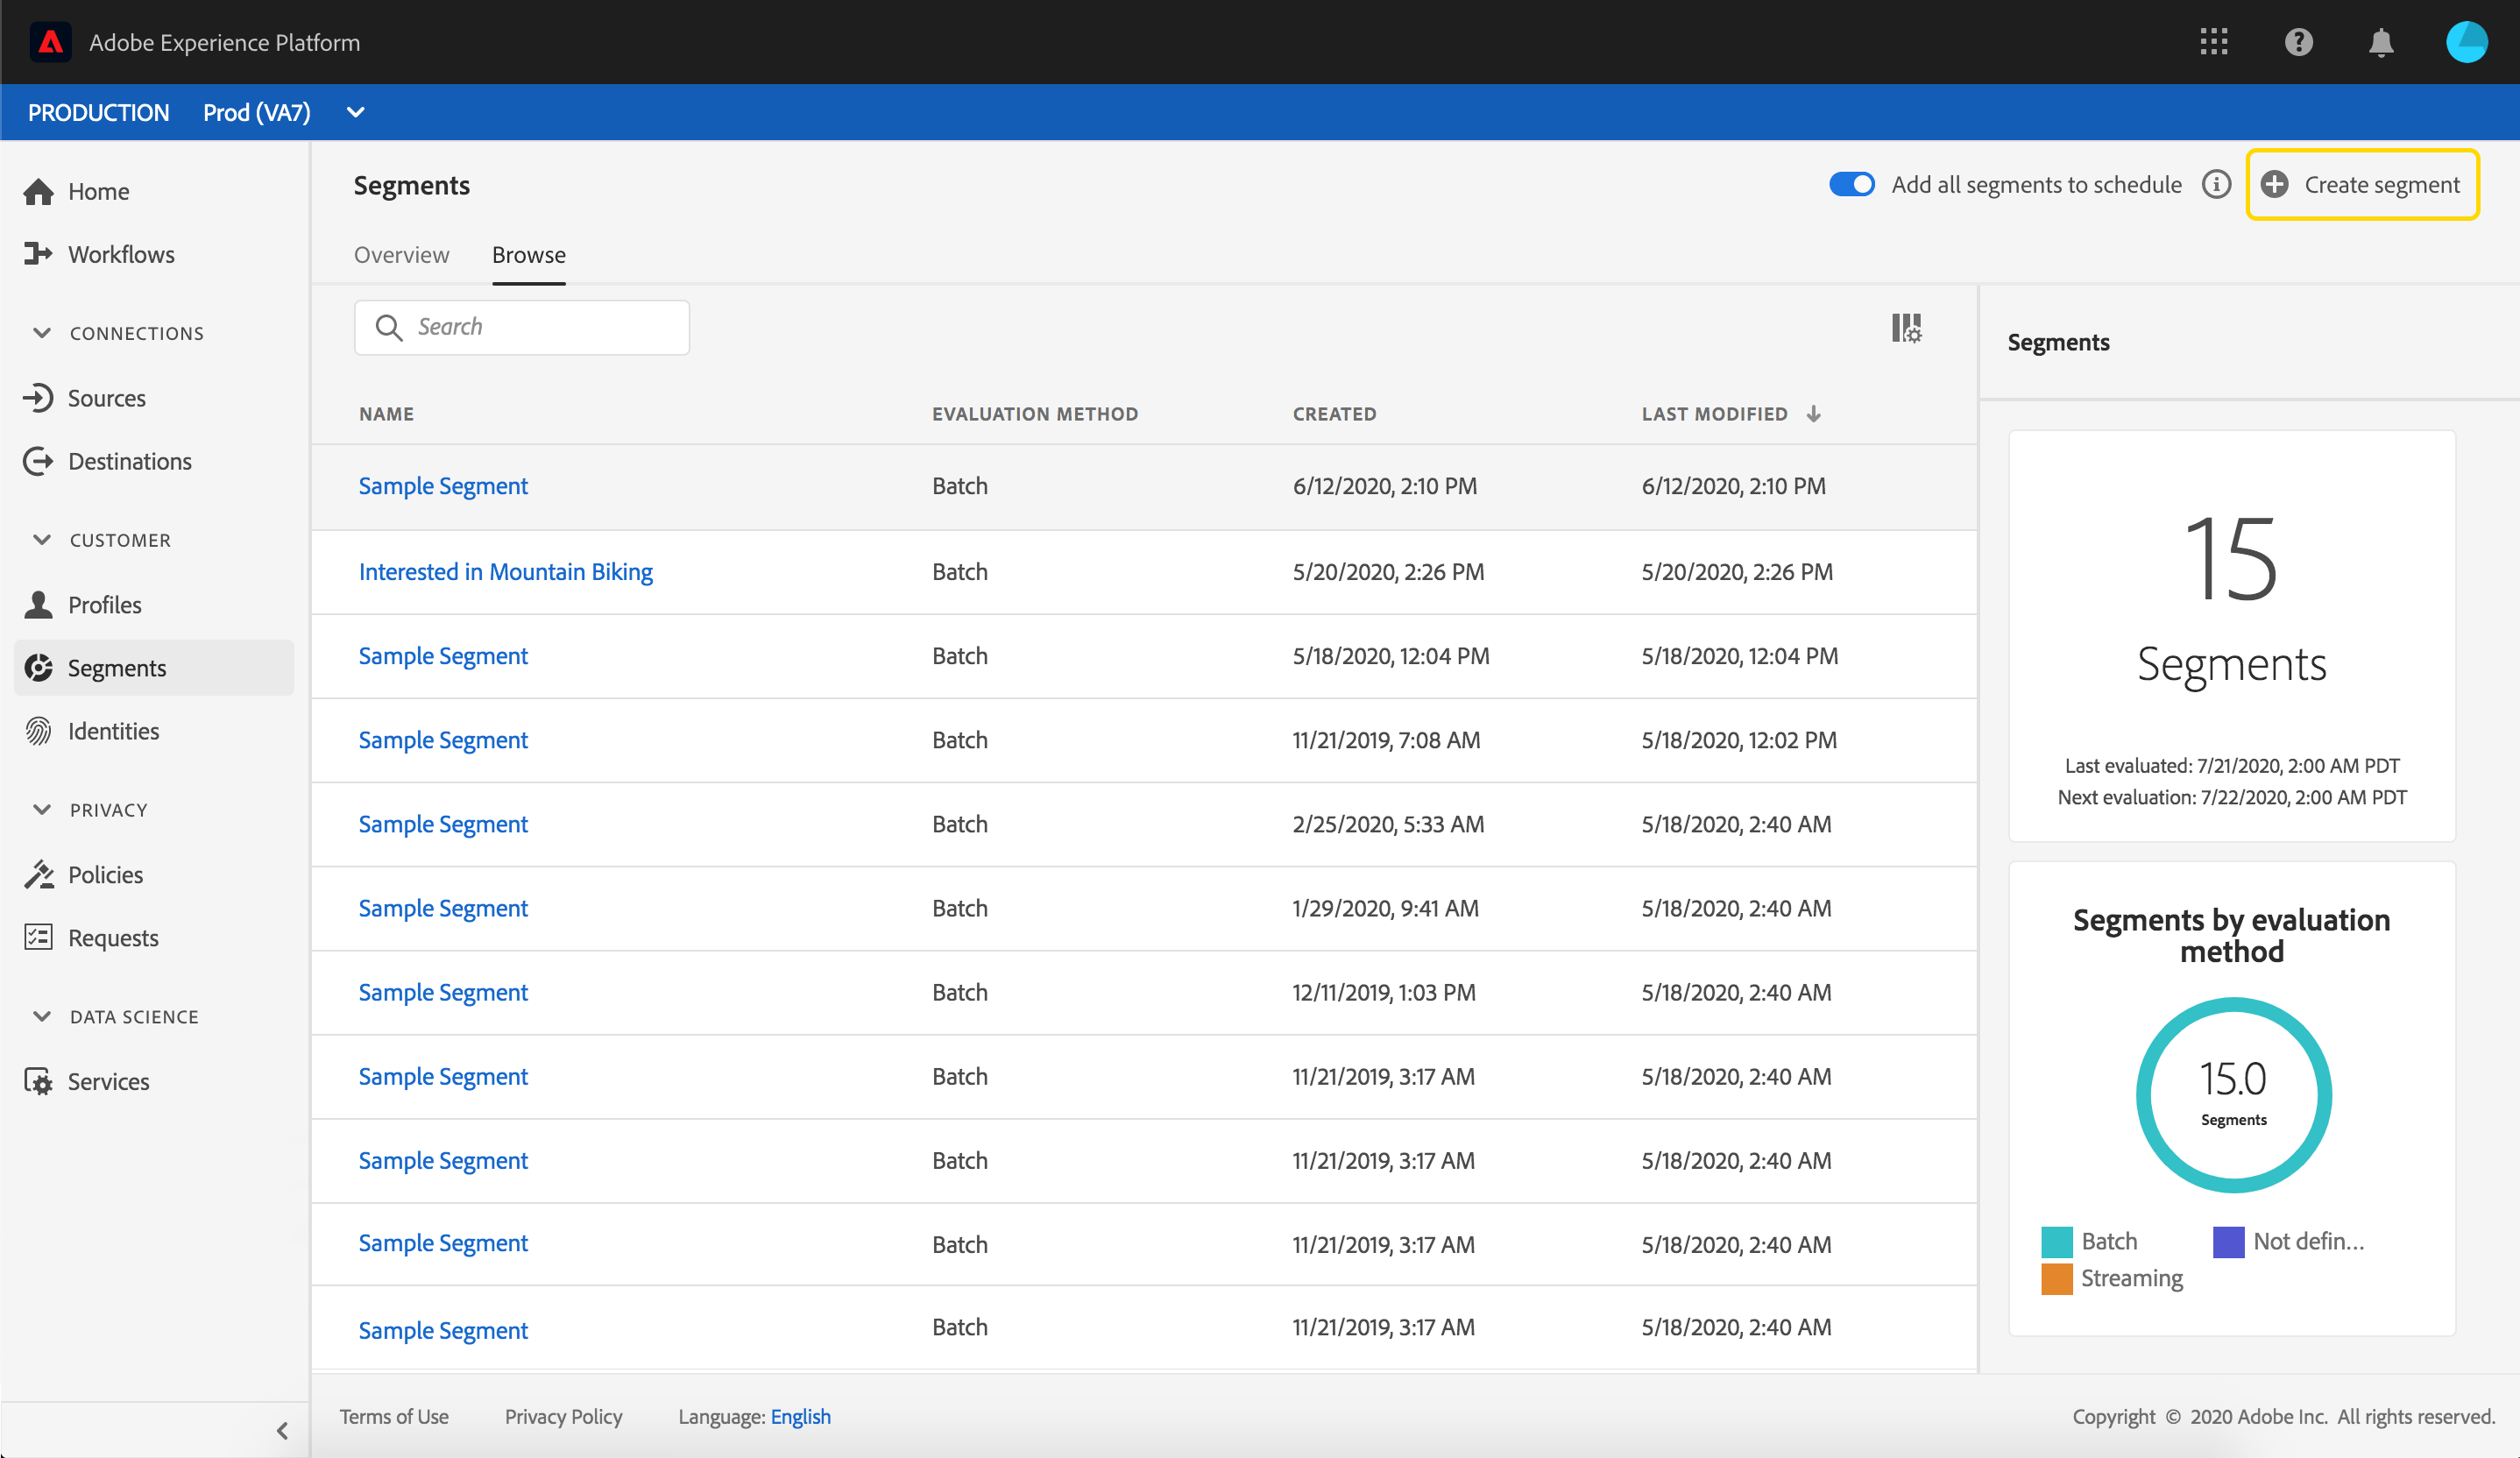 Adobe Experience Platform
PRODUCTION Prod (VA7)
Home
Workflows
CONNECTIONS
Sources
Destinations
CUSTOMER
Profiles
Segments
Identities
PRIVACY
Policies
Requests
DATA SCIENCE
Services
Segments
Add all segments to schedule
Create segment
Overview Browse
Search
NAME EVALUATION METHOD CREATED LAST MODIFIED
Sample Segment Batch 6/12/2020, 2:10 PM 6/12/2020, 2:10 PM
Interested in Mountain Biking Batch 5/20/2020, 2:26 PM 5/20/2020, 2:26 PM
Sample Segment Batch 5/18/2020, 12:04 PM 5/18/2020, 12:04 PM
Sample Segment Batch 11/21/2019, 7:08 AM 5/18/2020, 12:02 PM
Sample Segment Batch 2/25/2020, 5:33 AM 5/18/2020, 2:40 AM
Sample Segment Batch 1/29/2020, 9:41 AM 5/18/2020, 2:40 AM
Sample Segment Batch 12/11/2019, 1:03 PM 5/18/2020, 2:40 AM
Sample Segment Batch 11/21/2019, 3:17 AM 5/18/2020, 2:40 AM
Sample Segment Batch 11/21/2019, 3:17 AM 5/18/2020, 2:40 AM
Sample Segment Batch 11/21/2019, 3:17 AM 5/18/2020, 2:40 AM
Sample Segment Batch 11/21/2019, 3:17 AM 5/18/2020, 2:40 AM
Segments
15
Segments
Last evaluated: 7/21/2020, 2:00 AM PDT
Next evaluation: 7/22/2020, 2:00 AM PDT
Segments by evaluation
method
15.0
Segments
Batch Not defin...
Streaming
Terms of Use Privacy Policy Language: English
Copyright © 2020 Adobe Inc. All rights reserved.